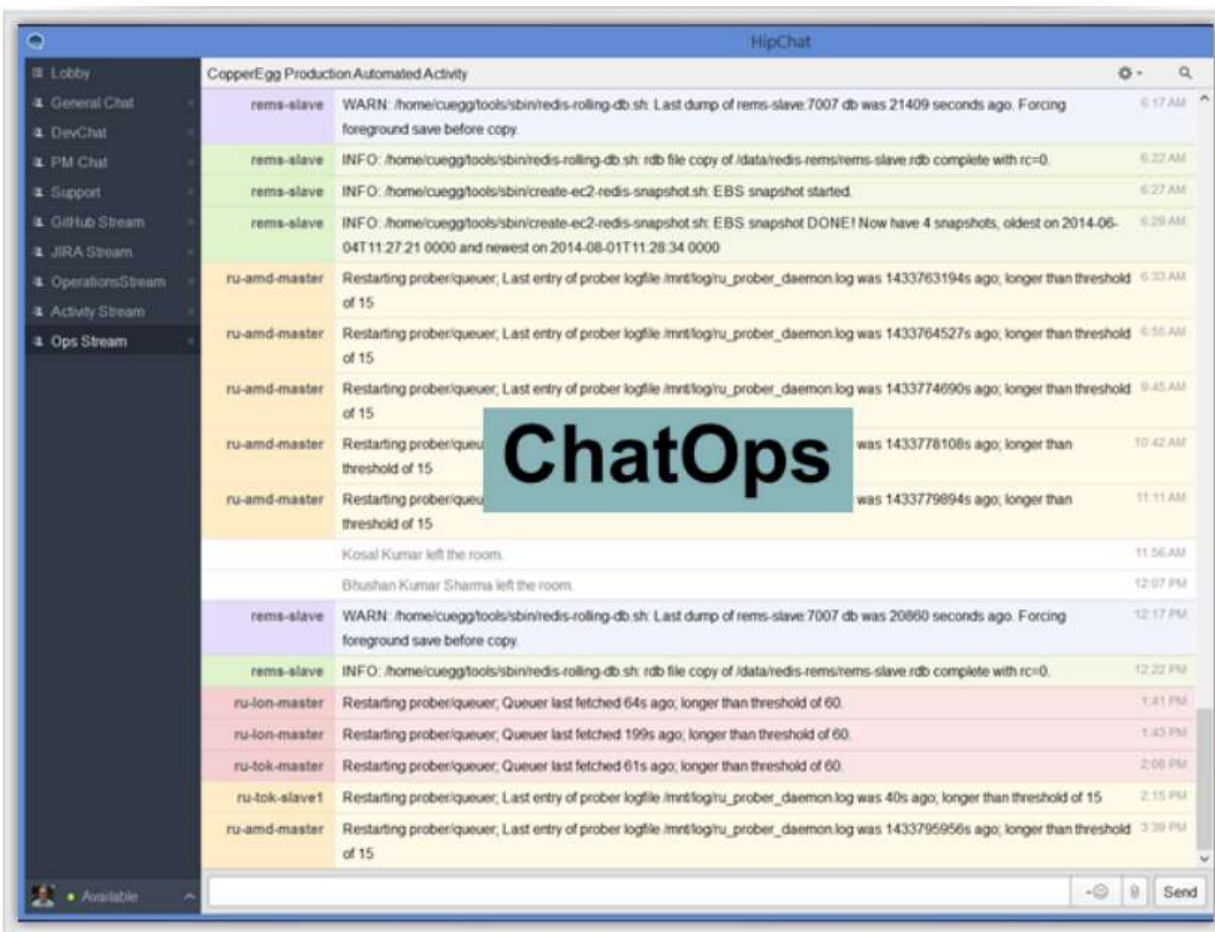 HipChat
Lobby
General Chat
DevChat
PM Chat
Support
GitHub Stream
JIRA Stream
OperationsStream
Activity Stream
Ops Stream
Available
CopperEgg Production Automated Activity
rems-slave WARN: /home/cuegg/tools/sbin/redis-rolling-db.sh: Last dump of rems-slave:7007 db was 21409 seconds ago. Forcing 6:17 AM
foreground save before copy.
rems-slave INFO: /home/cuegg/tools/sbin/redis-rolling-db.sh: rdb file copy of /data/redis-rems/rems-slave.rdb complete with rc=0. 6:22 AM
rems-slave INFO: /home/cuegg/tools/sbin/create-ec2-redis-snapshot.sh: EBS snapshot started. 6:27 AM
rems-slave INFO: /home/cuegg/tools/sbin/create-ec2-redis-snapshot.sh: EBS snapshot DONE! Now have 4 snapshots, oldest on 2014-06- 6:29 AM
04T11:27:21 0000 and newest on 2014-08-01T11:28:34 0000
ru-amd-master Restarting prober/queuer; Last entry of prober logfile /mnt/log/ru_prober_daemon.log was 1433763194s ago; longer than threshold 6:33 AM
of 15
ru-amd-master Restarting prober/queuer; Last entry of prober logfile /mnt/log/ru_prober_daemon.log was 1433764527s ago; longer than threshold 6:55 AM
of 15
ru-amd-master Restarting prober/queuer; Last entry of prober logfile /mnt/log/ru_prober_daemon.log was 1433774690s ago; longer than threshold 9:45 AM
of 15
ru-amd-master Restarting prober/queu was 1433778108s ago; longer than 10:42 AM
threshold of 15
ChatOps
ru-amd-master Restarting prober/queu was 1433779894s ago; longer than 11:11 AM
threshold of 15
Kosal Kumar left the room. 11:56 AM
Bhushan Kumar Sharma left the room. 12:07 PM
rems-slave WARN: /home/cuegg/tools/sbin/redis-rolling-db.sh: Last dump of rems-slave:7007 db was 20860 seconds ago. Forcing 12:17 PM
foreground save before copy.
rems-slave INFO: /home/cuegg/tools/sbin/redis-rolling-db.sh: rdb file copy of /data/redis-rems/rems-slave.rdb complete with rc=0. 12:22 PM
ru-lon-master Restarting prober/queuer; Queuer last fetched 64s ago; longer than threshold of 60. 1:41 PM
ru-lon-master Restarting prober/queuer; Queuer last fetched 199s ago; longer than threshold of 60. 1:43 PM
ru-tok-master Restarting prober/queuer; Queuer last fetched 61s ago; longer than threshold of 60. 2:08 PM
ru-tok-slave1 Restarting prober/queuer; Last entry of prober logfile /mnt/log/ru_prober_daemon.log was 40s ago; longer than threshold of 15 2:15 PM
ru-amd-master Restarting prober/queuer; Last entry of prober logfile /mnt/log/ru_prober_daemon.log was 1433795956s ago; longer than threshold 3:39 PM
of 15
Send